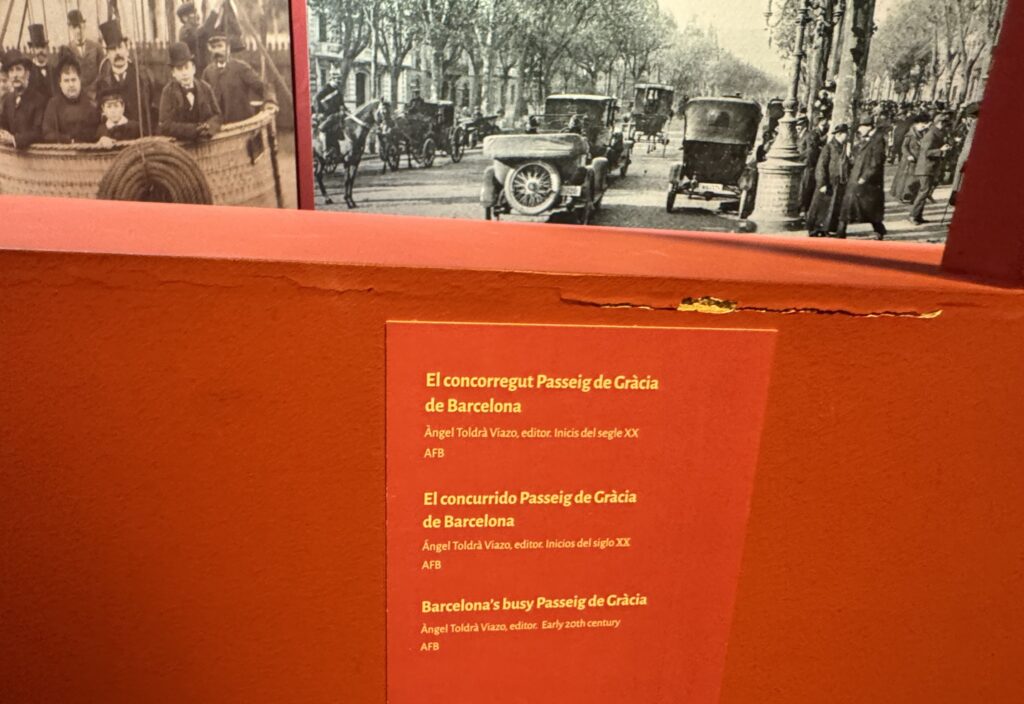 El concorregut Passeig de Gràcia
de Barcelona
Àngel Toldrà Viazo, editor. Inicis del segle XX
AFB
El concurrido Passeig de Gràcia
de Barcelona
Ángel Toldrà Viazo, editor. Inicios del siglo XX
AFB
Barcelona's busy Passeig de Gràcia
Àngel Toldrà Viazo, editor. Early 20th century
AFB